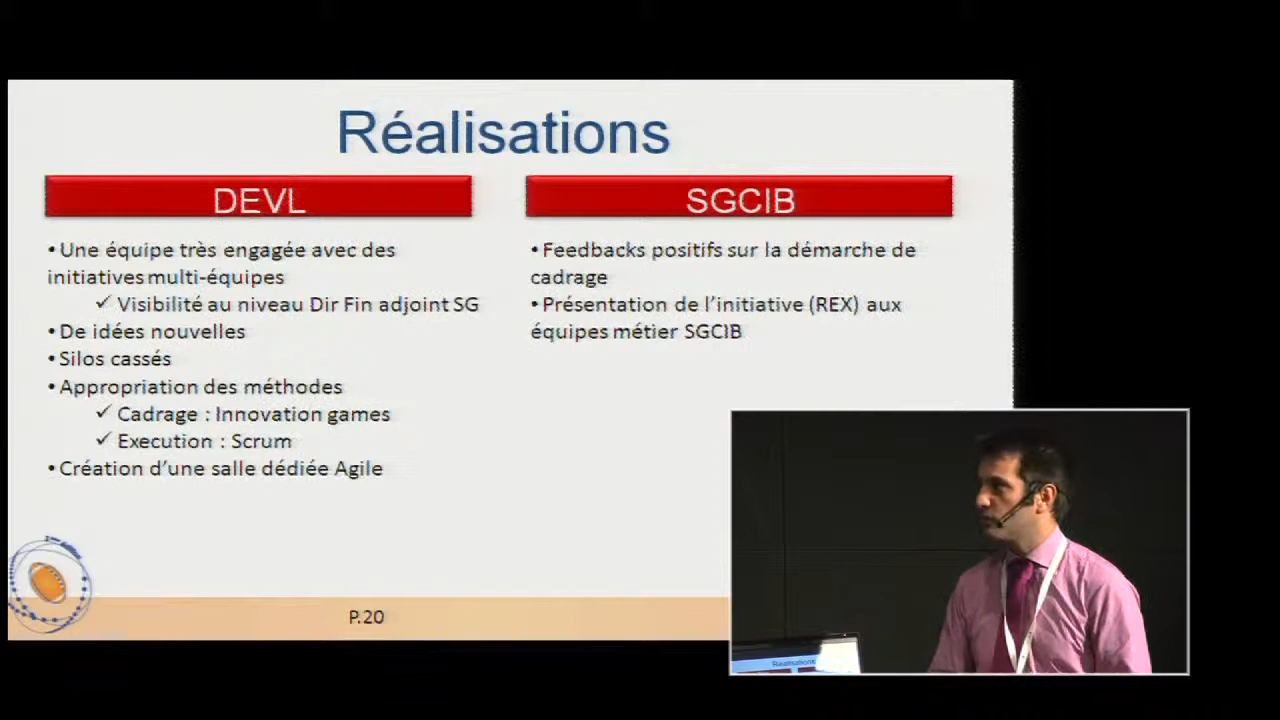 Réalisations
DEVL
• Une équipe très engagée avec des
initiatives multi-équipes
✓ Visibilité au niveau Dir Fin adjoint SG
• De idées nouvelles
• Silos cassés
• Appropriation des méthodes
✓ Cadrage : Innovation games
✓ Execution : Scrum
• Création d’une salle dédiée Agile
SGCIB
• Feedbacks positifs sur la démarche de
cadrage
• Présentation de l’initiative (REX) aux
équipes métier SGCIB
P.20
Réalisations